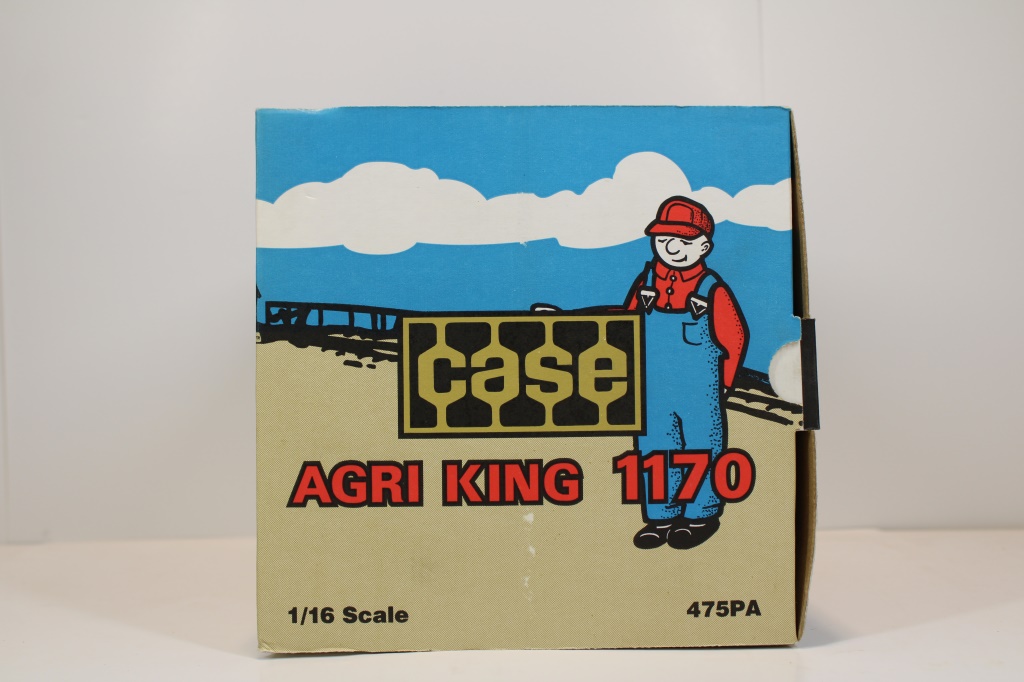 case
AGRI KING 1170
1/16 Scale 475PA